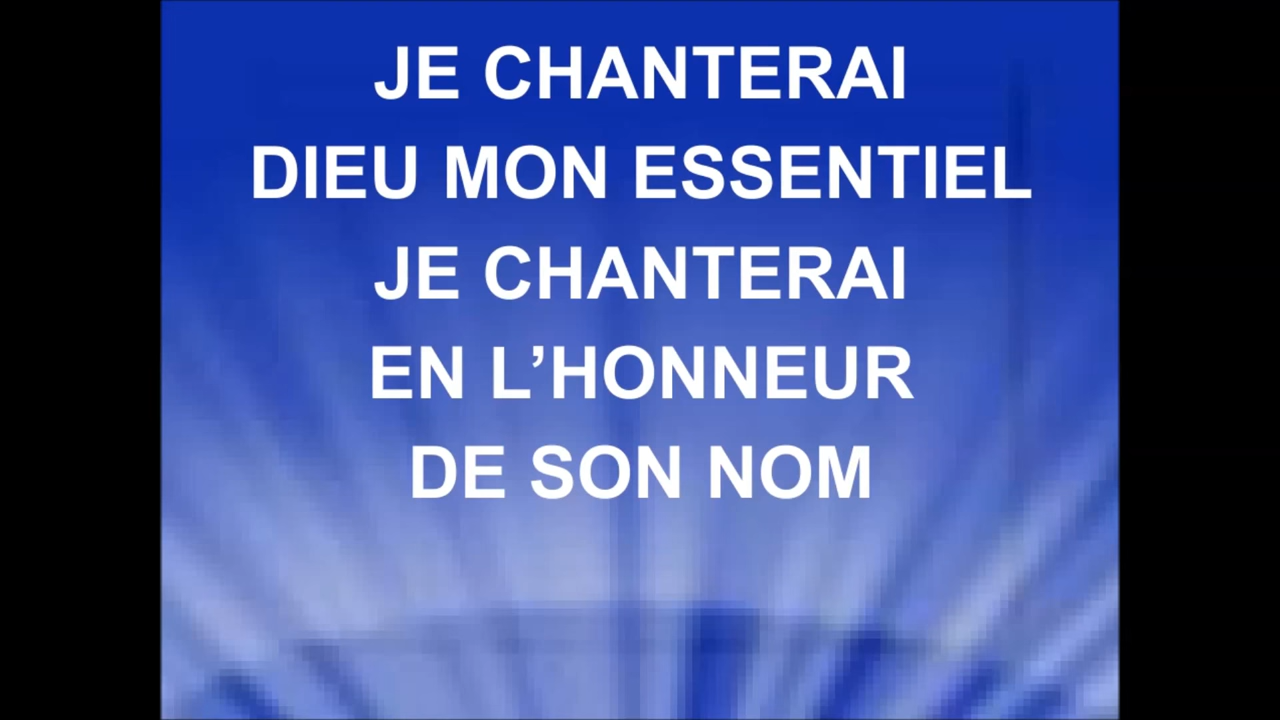 JE CHANTERAI
DIEU MON ESSENTIEL
JE CHANTERAI
EN L’HONNEUR
DE SON NOM